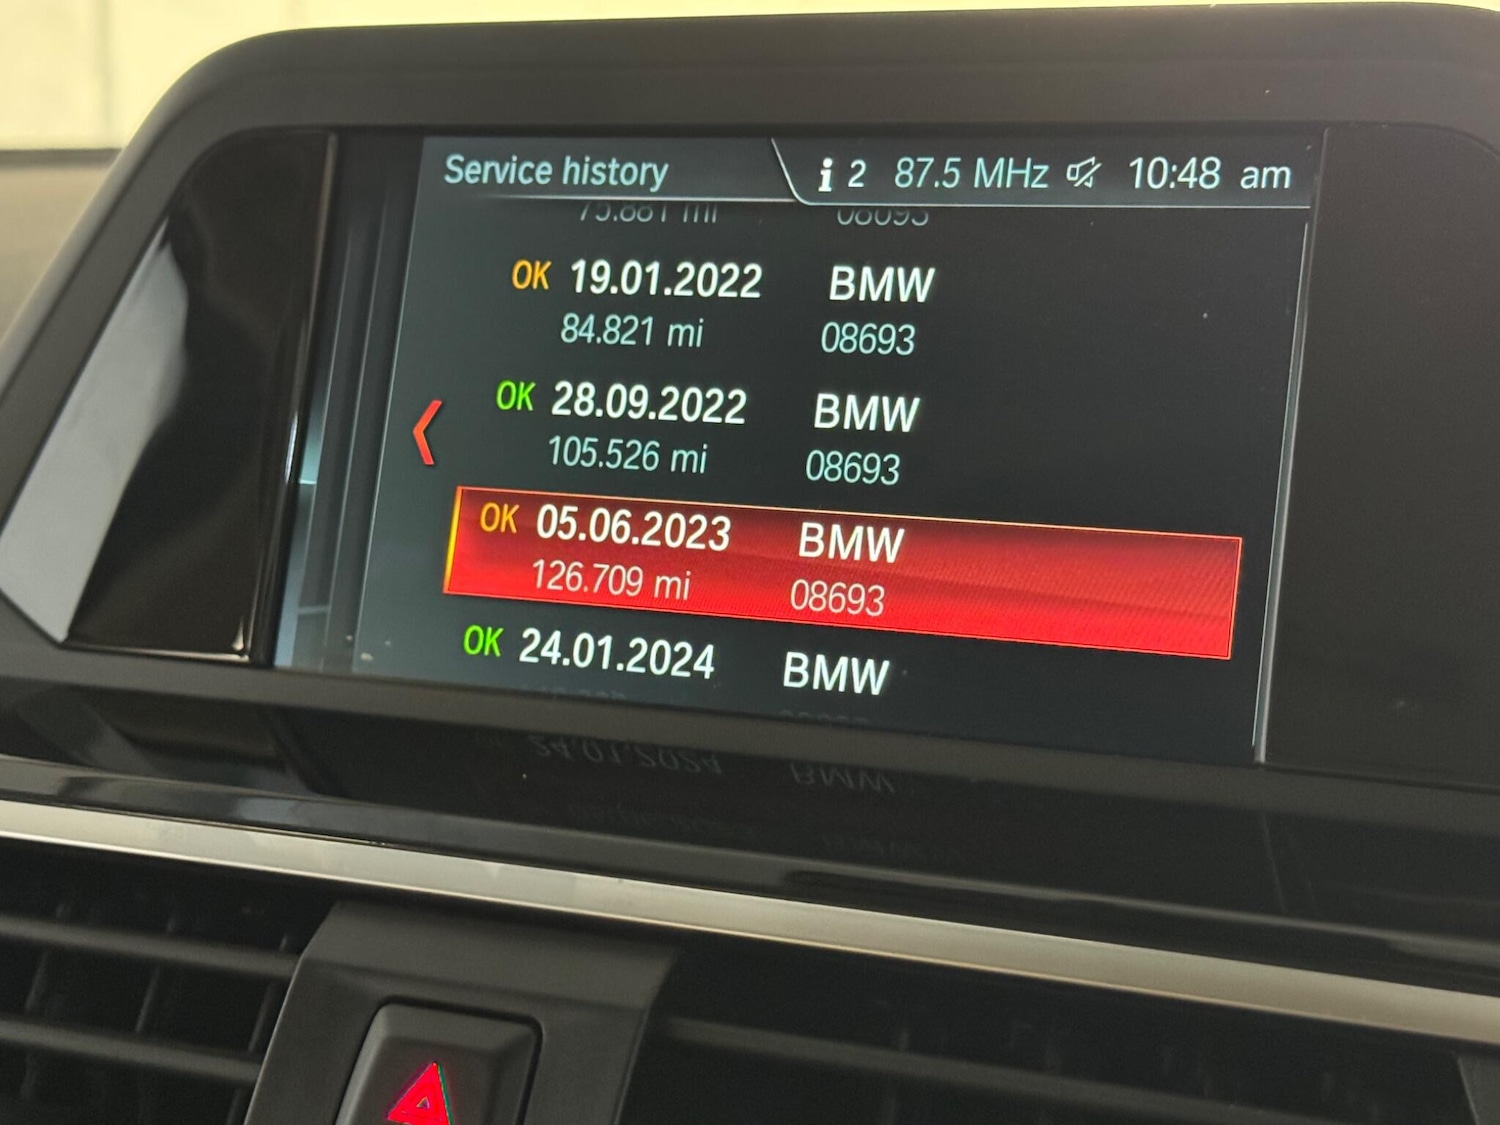 Service history
i 2 87.5 MHz 10:48 am
OK 19.01.2022 BMW
84.821 mi 08693
OK 28.09.2022 BMW
105.526 mi 08693
OK 05.06.2023 BMW
126.709 mi 08693
OK 24.01.2024 BMW